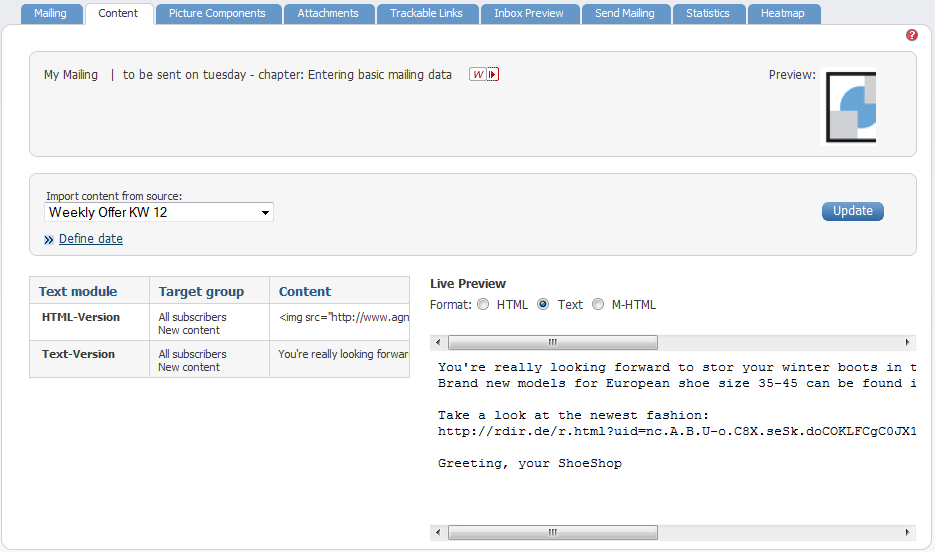 Mailing Content Picture Components Attachments Trackable Links Inbox Preview Send Mailing Statistics Heatmap
?
My Mailing | to be sent on tuesday - chapter: Entering basic mailing data W Preview:
Import content from source:
Weekly Offer KW 12
Update
» Define date
Text module Target group Content
HTML-Version All subscribers <img src="http://www.agn
New content
Text-Version All subscribers You're really looking forwar
New content
Live Preview
Format: HTML Text M-HTML
You're really looking forward to stor your winter boots in t
Brand new models for European shoe size 35-45 can be found i
Take a look at the newest fashion:
http://rdir.de/r.html?uid=nc.A.B.U-o.C8X.seSk.doCOKLFCgC0JX1
Greeting, your ShoeShop